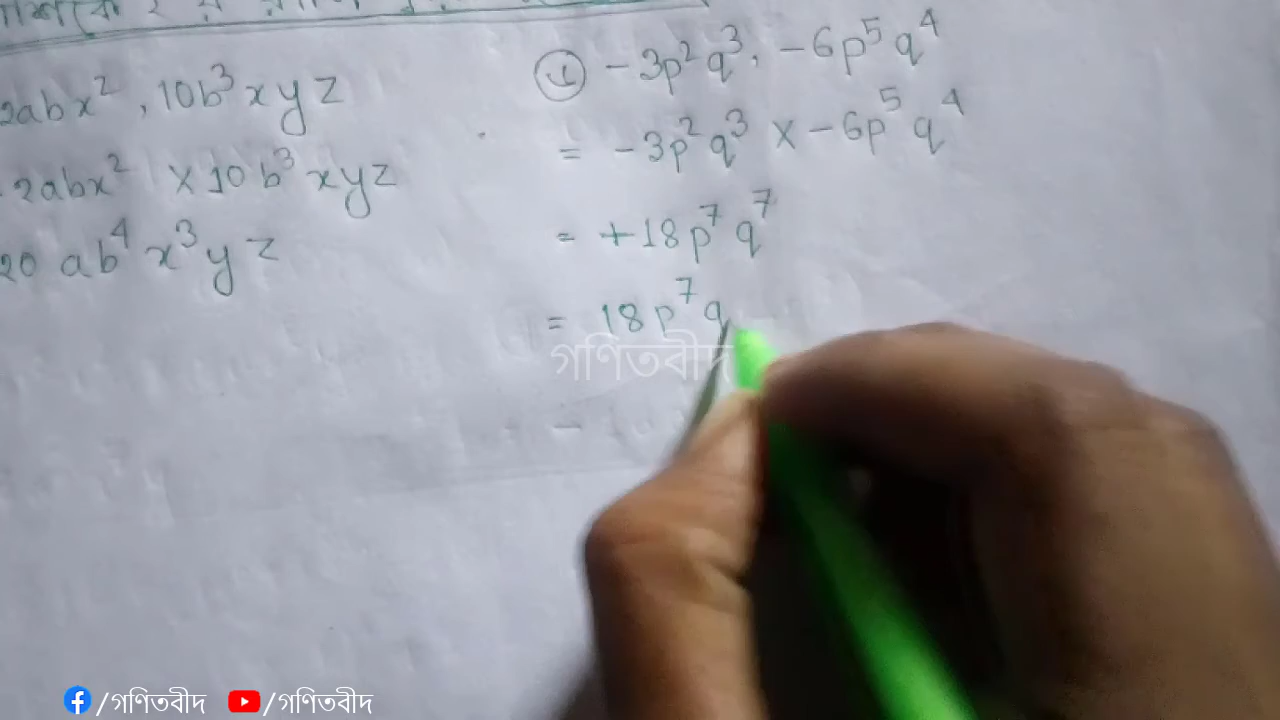 2abx², 10b³xyz
2abx² × 10b³xyz
20 ab⁴x³yz
-3p²q³, -6p⁵q⁴
= -3p²q³ × -6p⁵q⁴
= +18p⁷q⁷
= 18p⁷q
গণিতবীদ
/গণিতবীদ /গণিতবীদ